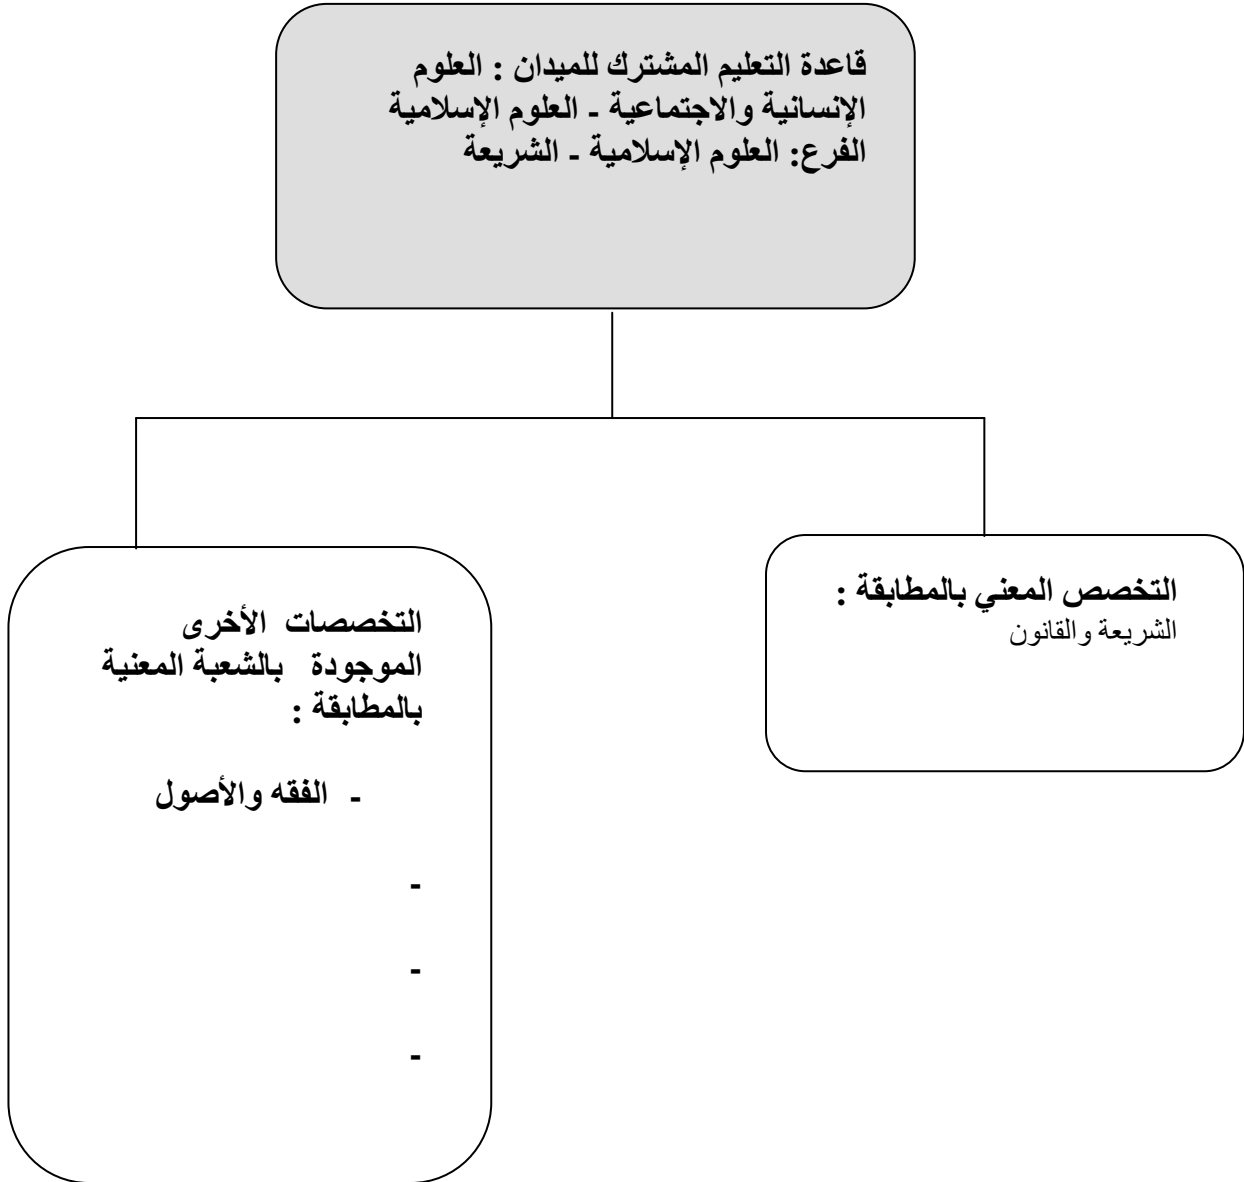 قاعدة التعليم المشترك للميدان : العلوم
الإنسانية والاجتماعية - العلوم الإسلامية
الفرع: العلوم الإسلامية - الشريعة
التخصص المعني بالمطابقة :
الشريعة والقانون
التخصصات الأخرى
الموجودة بالشعبة المعنية
بالمطابقة :
- الفقه والأصول
-
-
-